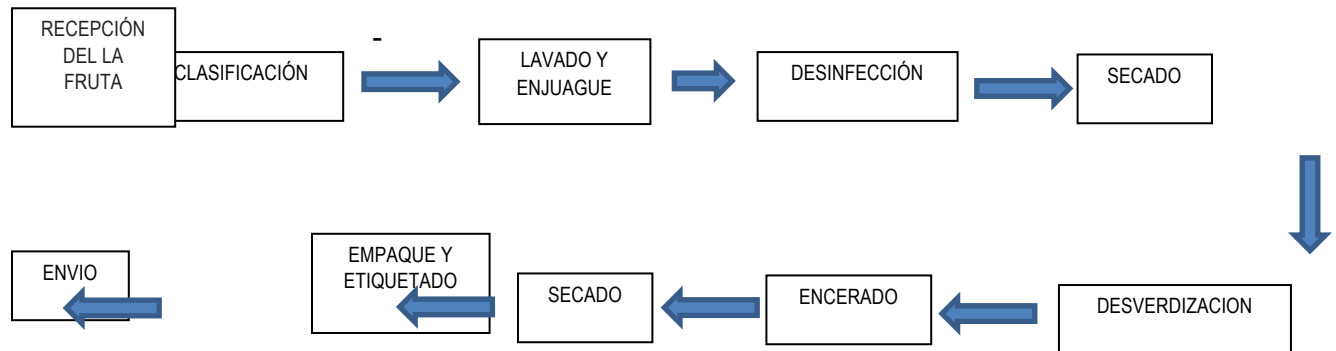 RECEPCIÓN
DEL LA
FRUTA
CLASIFICACIÓN
-
LAVADO Y
ENJUAGUE
DESINFECCIÓN
SECADO
DESVERDIZACION
ENCERADO
SECADO
EMPAQUE Y
ETIQUETADO
ENVIO